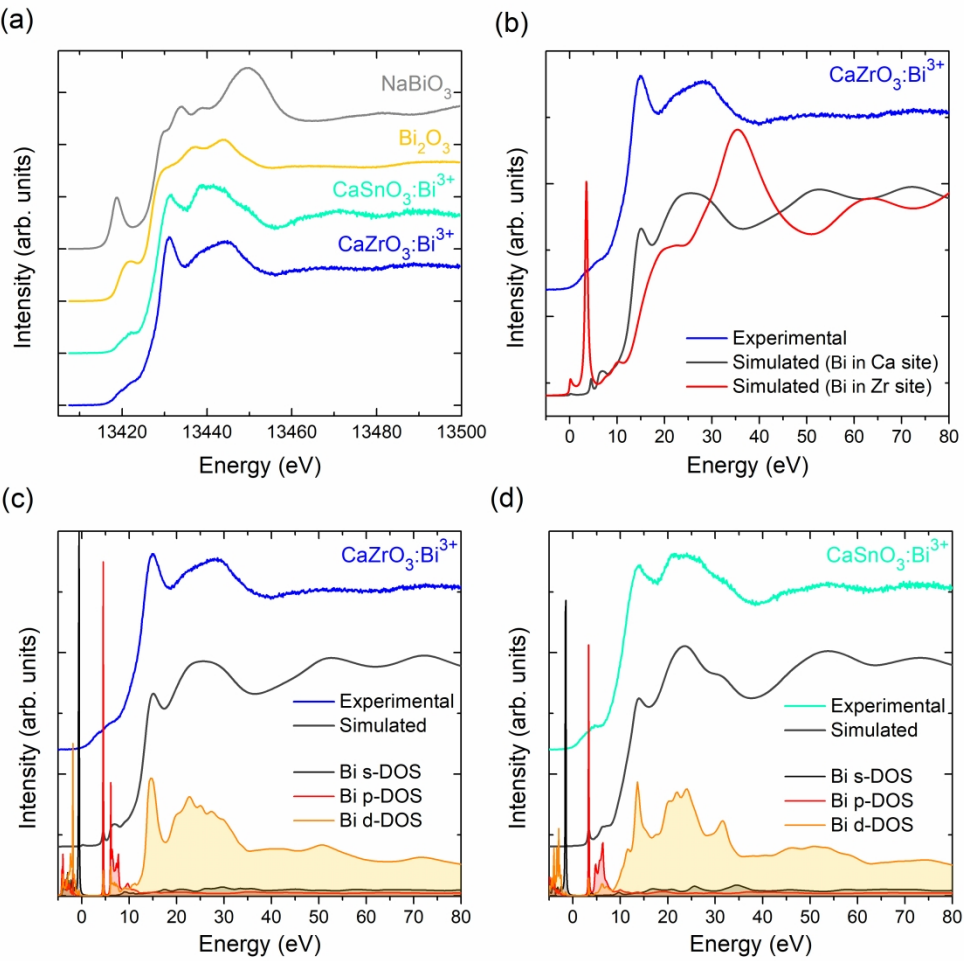 (a)
NaBiO3
Bi2O3
CaSnO3:Bi3+
CaZrO3:Bi3+
Intensity (arb. units)
13420 13440 13460 13480 13500
Energy (eV)
(b)
CaZrO3:Bi3+
Experimental
Simulated (Bi in Ca site)
Simulated (Bi in Zr site)
Intensity (arb. units)
0 10 20 30 40 50 60 70 80
Energy (eV)
(c)
CaZrO3:Bi3+
Experimental
Simulated
Bi s-DOS
Bi p-DOS
Bi d-DOS
Intensity (arb. units)
0 10 20 30 40 50 60 70 80
Energy (eV)
(d)
CaSnO3:Bi3+
Experimental
Simulated
Bi s-DOS
Bi p-DOS
Bi d-DOS
Intensity (arb. units)
0 10 20 30 40 50 60 70 80
Energy (eV)